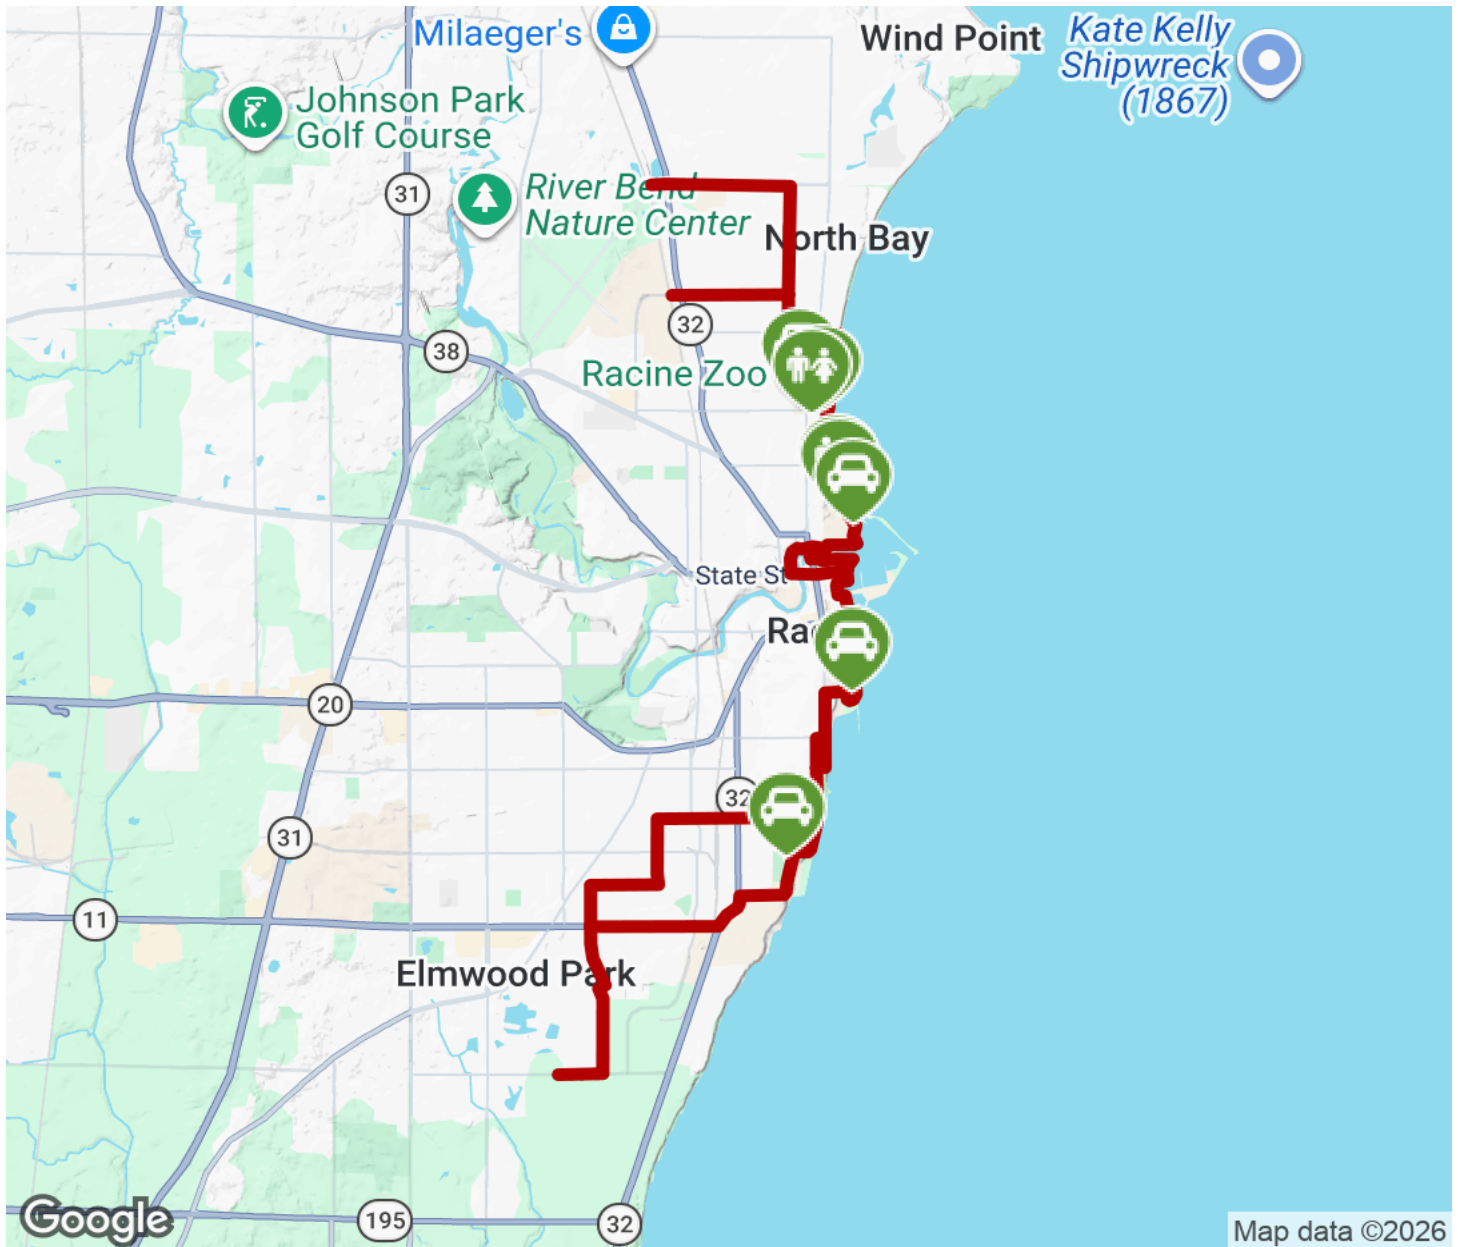 Milaeger's
Wind Point
Kate Kelly
Shipwreck
(1867)
Johnson Park
Golf Course
31
River Bend
Nature Center
North Bay
32
38
Racine Zoo
State St
Ra
20
32
31
11
Elmwood Park
195
32
Google
Map data ©2026